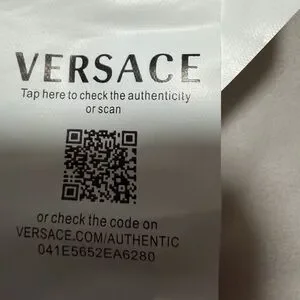 VERSACE
Tap here to check the authenticity
or scan
or check the code on
VERSACE.COM/AUTHENTIC
041E5652EA6280